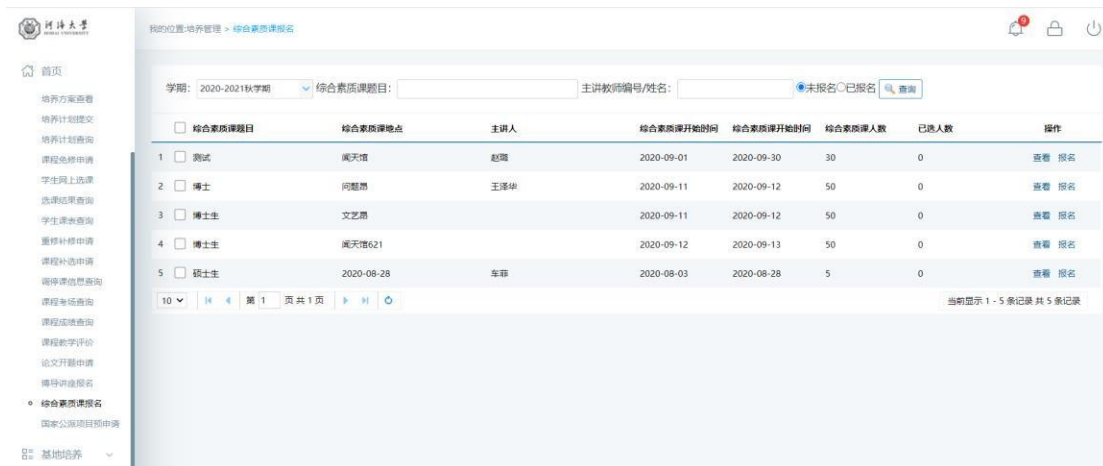 河海大学
HOHAI UNIVERSITY
我的位置:培养管理 > 综合素质课报名
9
首页
培养方案查看
培养计划提交
培养计划查询
课程免修申请
学生网上选课
选课结果查询
学生课表查询
重修补修申请
课程补选申请
调停课信息查询
课程考场查询
课程成绩查询
课程教学评价
论文开题申请
博导讲座报名
综合素质课报名
国家公派项目预申请
基地培养
学期: 2020-2021秋学期 综合素质课题目: 主讲教师编号/姓名: 未报名 已报名 查询
综合素质课题目 综合素质课地点 主讲人 综合素质课开始时间 综合素质课开始时间 综合素质课人数 已选人数 操作
1 测试 闻天馆 赵璐 2020-09-01 2020-09-30 30 0 查看 报名
2 博士 问题昂 王泽华 2020-09-11 2020-09-12 50 0 查看 报名
3 博士生 文艺昂 2020-09-11 2020-09-12 50 0 查看 报名
4 博士生 闻天馆621 2020-09-12 2020-09-13 50 0 查看 报名
5 硕士生 2020-08-28 车菲 2020-08-03 2020-08-28 5 0 查看 报名
10 第 1 页 共 1 页 当前显示 1 - 5 条记录 共 5 条记录